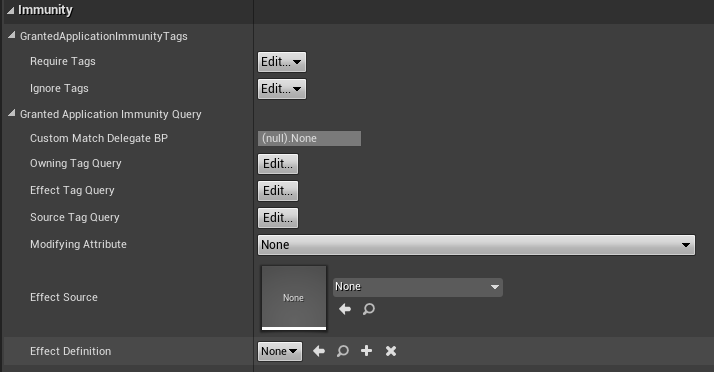 Immunity
GrantedApplicationImmunityTags
Require Tags Edit...
Ignore Tags Edit...
Granted Application Immunity Query
Custom Match Delegate BP (null).None
Owning Tag Query Edit...
Effect Tag Query Edit...
Source Tag Query Edit...
Modifying Attribute None
Effect Source None None
Effect Definition None